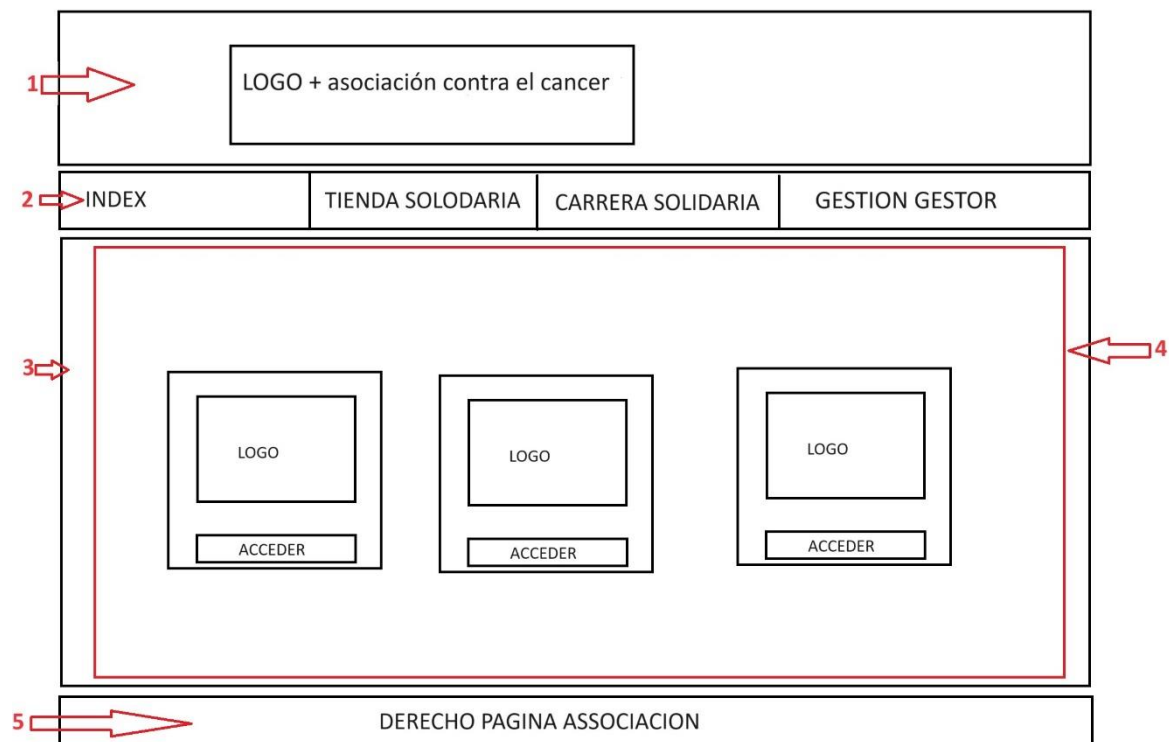 1
LOGO + asociación contra el cancer
2
INDEX
TIENDA SOLODARIA
CARRERA SOLIDARIA
GESTION GESTOR
3
4
LOGO
LOGO
LOGO
ACCEDER
ACCEDER
ACCEDER
5
DERECHO PAGINA ASSOCIACION